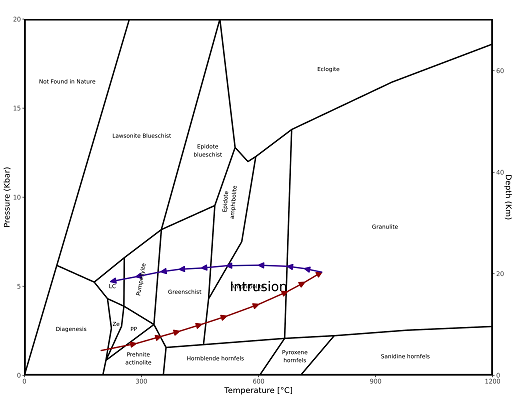 20
15
10
5
0
Pressure (Kbar)
60
40
20
0
Depth (Km)
0
300
600
900
1200
Temperature [°C]
Not Found in Nature
Lawsonite Blueschist
Epidote
blueschist
Eclogite
Epidote
amphibolite
Granulite
LC
Pumpellyite
Greenschist
Intrusion
Diagenesis
Ze
PP
Prehnite
actinolite
Hornblende hornfels
Pyroxene
hornfels
Sanidine hornfels